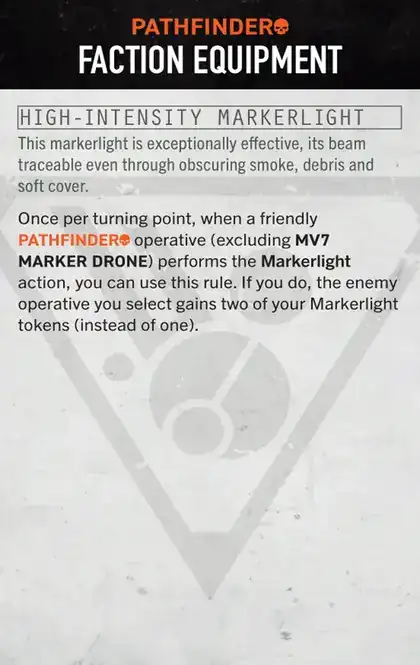 PATHFINDER
FACTION EQUIPMENT
HIGH-INTENSITY MARKERLIGHT
This markerlight is exceptionally effective, its beam
traceable even through obscuring smoke, debris and
soft cover.
Once per turning point, when a friendly
PATHFINDER operative (excluding MV7
MARKER DRONE) performs the Markerlight
action, you can use this rule. If you do, the enemy
operative you select gains two of your Markerlight
tokens (instead of one).